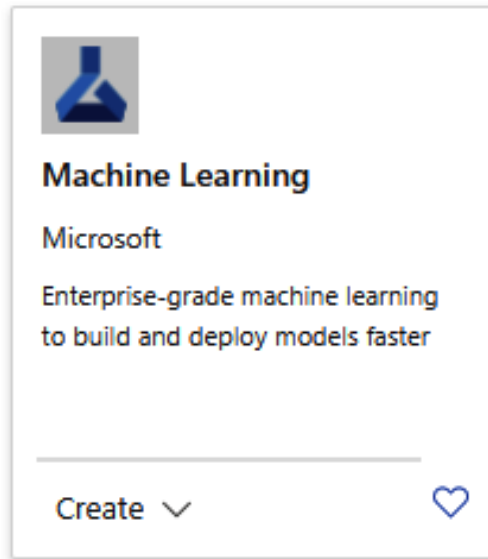 Machine Learning
Microsoft
Enterprise-grade machine learning
to build and deploy models faster
Create